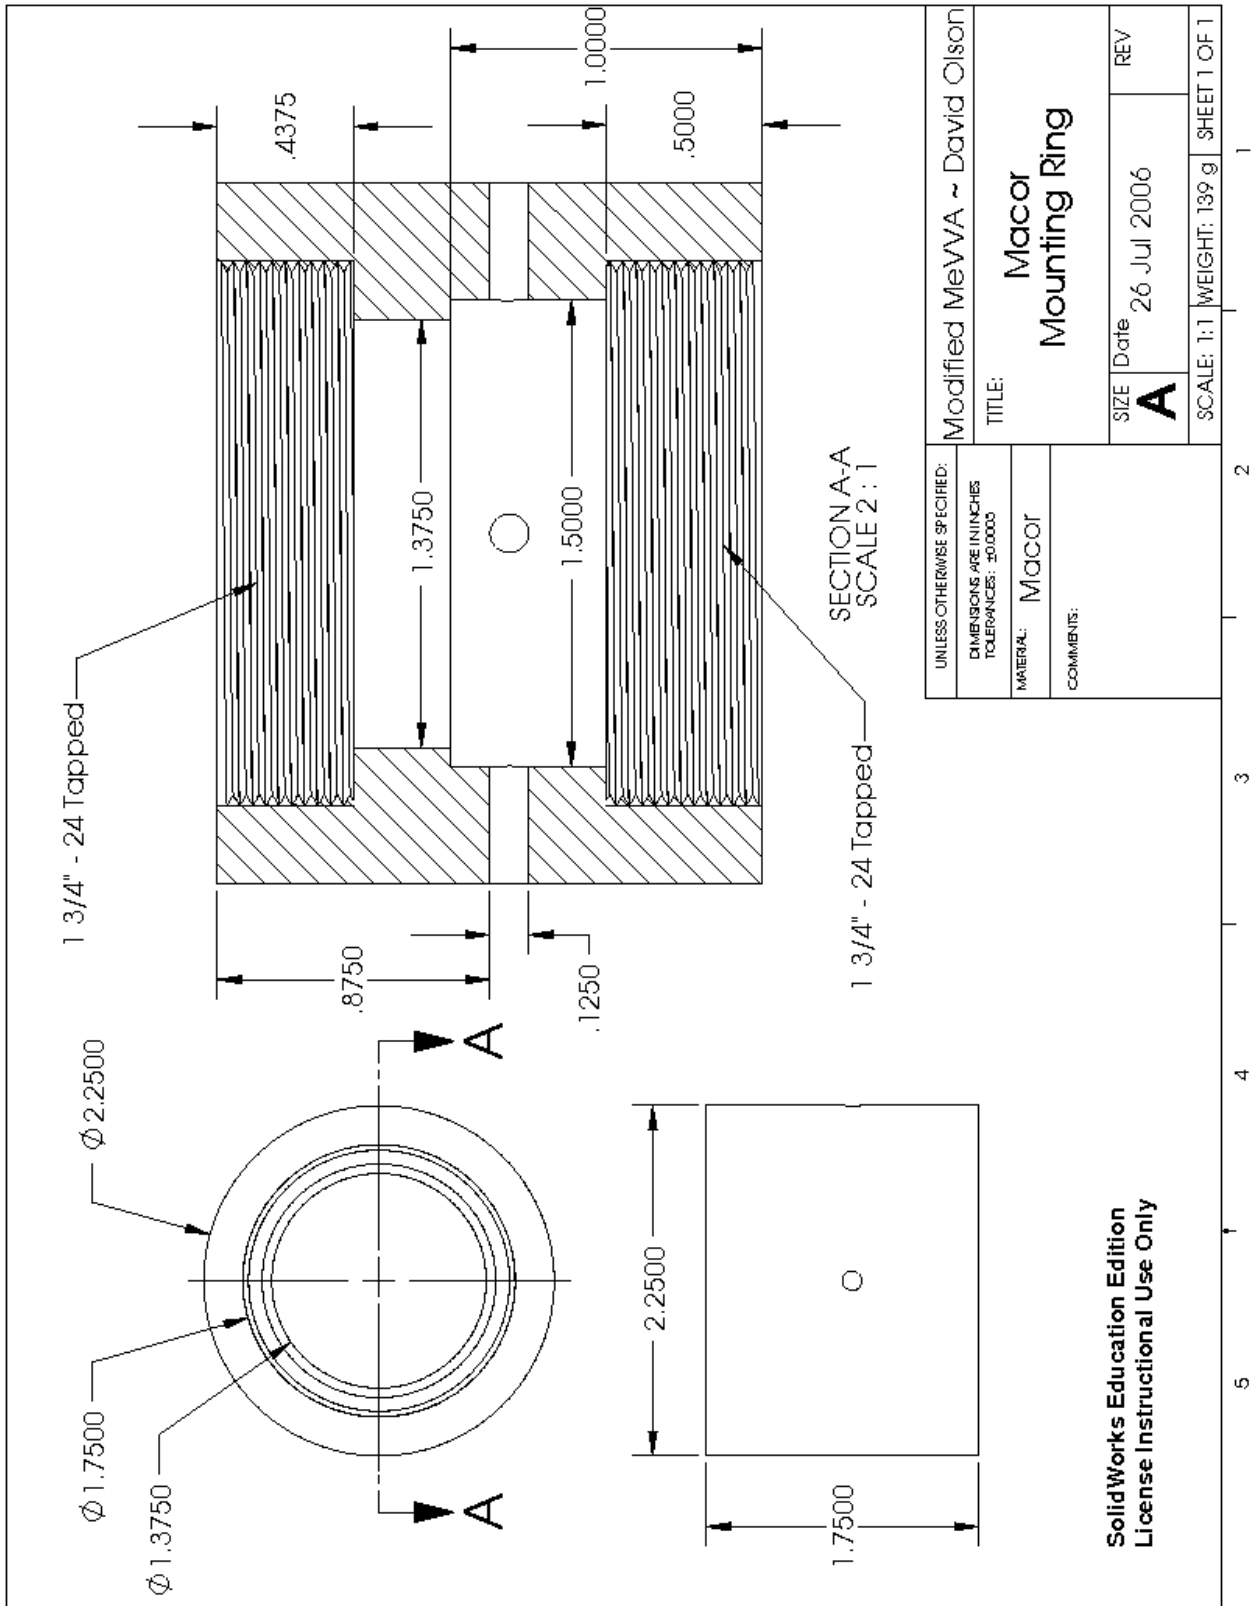 Ø1.7500
Ø1.3750
Ø2.2500
A
A
2.2500
1.7500
1 3/4" - 24 Tapped
.8750
.1250
.4375
1.0000
.5000
1.3750
1.5000
1 3/4" - 24 Tapped
SECTION A-A
SCALE 2 : 1
SolidWorks Education Edition
License Instructional Use Only
UNLESS OTHERWISE SPECIFIED:
DIMENSIONS ARE IN INCHES
TOLERANCES: ±0.0005
MATERIAL: Macor
COMMENTS:
Modified MeVVA ~ David Olson
TITLE:
Macor
Mounting Ring
SIZE
A
Date
26 Jul 2006
REV
SCALE: 1:1
WEIGHT: 139 g
SHEET 1 OF 1
5
4
3
2
1